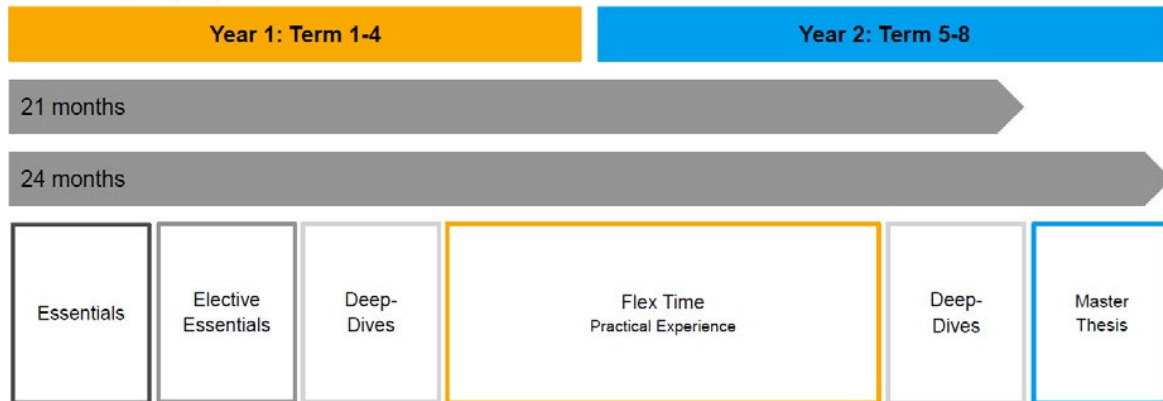 Year 1: Term 1-4
Year 2: Term 5-8
21 months
24 months
Essentials
Elective
Essentials
Deep-
Dives
Flex Time
Practical Experience
Deep-
Dives
Master
Thesis